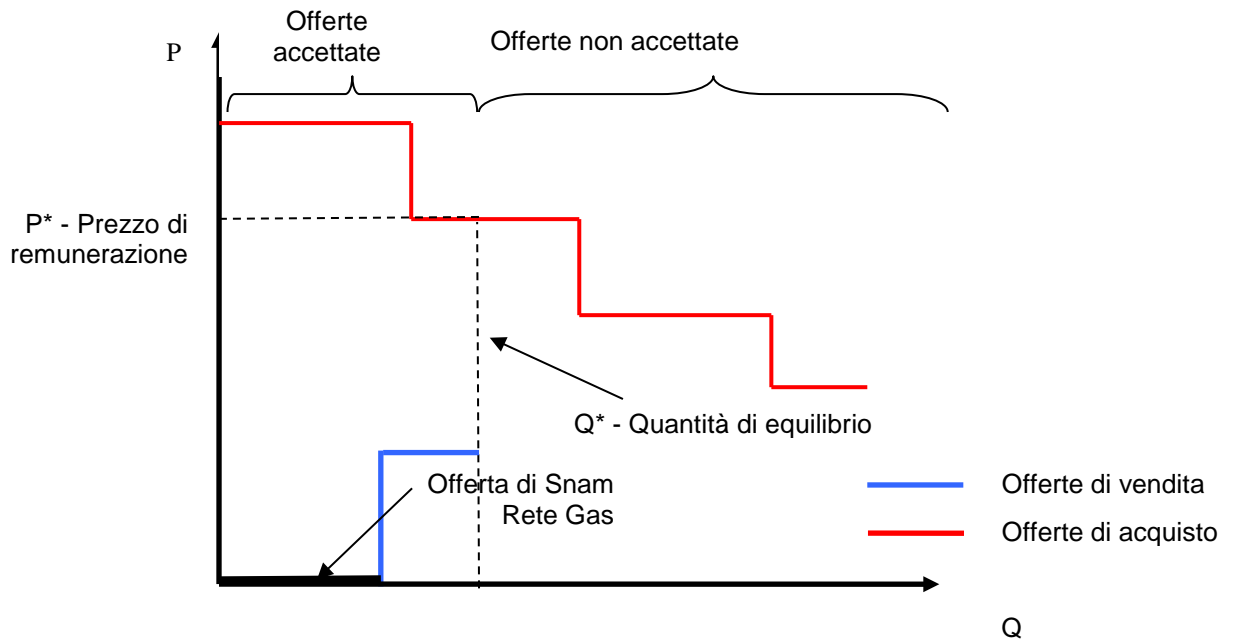 Offerte
accettate
Offerte non accettate
P
P* - Prezzo di
remunerazione
Q* - Quantità di equilibrio
Offerta di Snam
Rete Gas
Offerte di vendita
Offerte di acquisto
Q